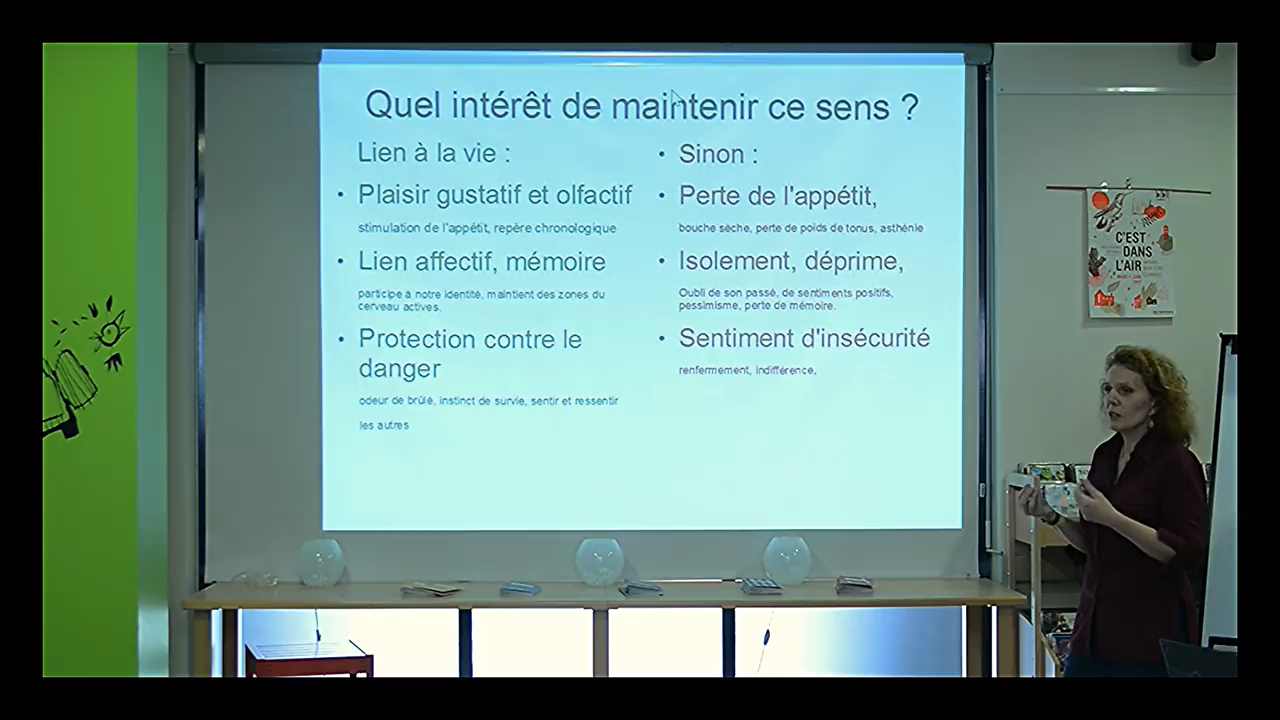 Quel intérêt de maintenir ce sens ?
Lien à la vie :
• Plaisir gustatif et olfactif
stimulation de l'appétit, repère chronologique
• Lien affectif, mémoire
participe à notre identité, maintient des zones du
cerveau actives.
• Protection contre le
danger
odeur de brûlé, instinct de survie, sentir et ressentir
les autres
• Sinon :
• Perte de l'appétit,
bouche sèche, perte de poids de tonus, asthénie
• Isolement, déprime,
Oubli de son passé, de sentiments positifs,
pessimisme, perte de mémoire.
• Sentiment d'insécurité
renfermement, indifférence,
C'EST
DANS
L'AIR